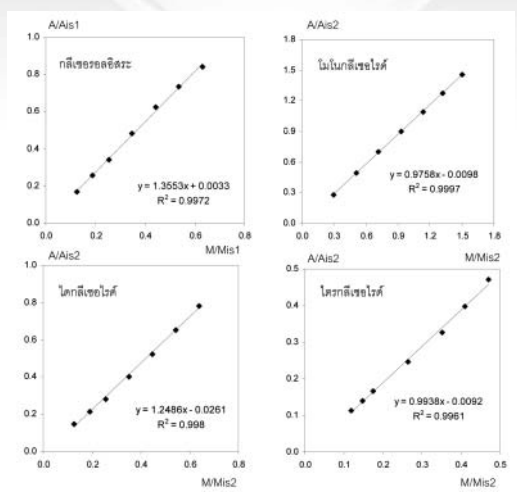 A/Ais1
1.0
กลีเซอรอลอิสระ
0.8
0.6
0.4
y = 1.3553x + 0.0033
0.2
R² = 0.9972
0.0
0.0 0.2 0.4 0.6 0.8
M/Mis1
A/Ais2
1.8
โมโนกลีเซอไรด์
1.5
1.2
0.9
0.6
y = 0.9758x - 0.0098
0.3
R² = 0.9997
0.0
0.0 0.3 0.6 0.9 1.2 1.5 1.8
M/Mis2
A/Ais2
1.0
ไดกลีเซอไรด์
0.8
0.6
0.4
y = 1.2486x - 0.0261
0.2
R² = 0.998
0.0
0.0 0.2 0.4 0.6 0.8
M/Mis2
A/Ais2
0.5
ไตรกลีเซอไรด์
0.4
0.3
0.2
y = 0.9938x - 0.0092
0.1
R² = 0.9961
0.0
0.0 0.1 0.2 0.3 0.4 0.5
M/Mis2